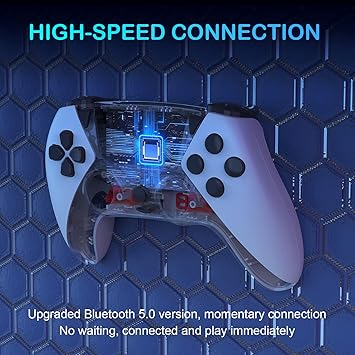 HIGH-SPEED CONNECTION
Upgraded Bluetooth 5.0 version, momentary connection
No waiting, connected and play immediately